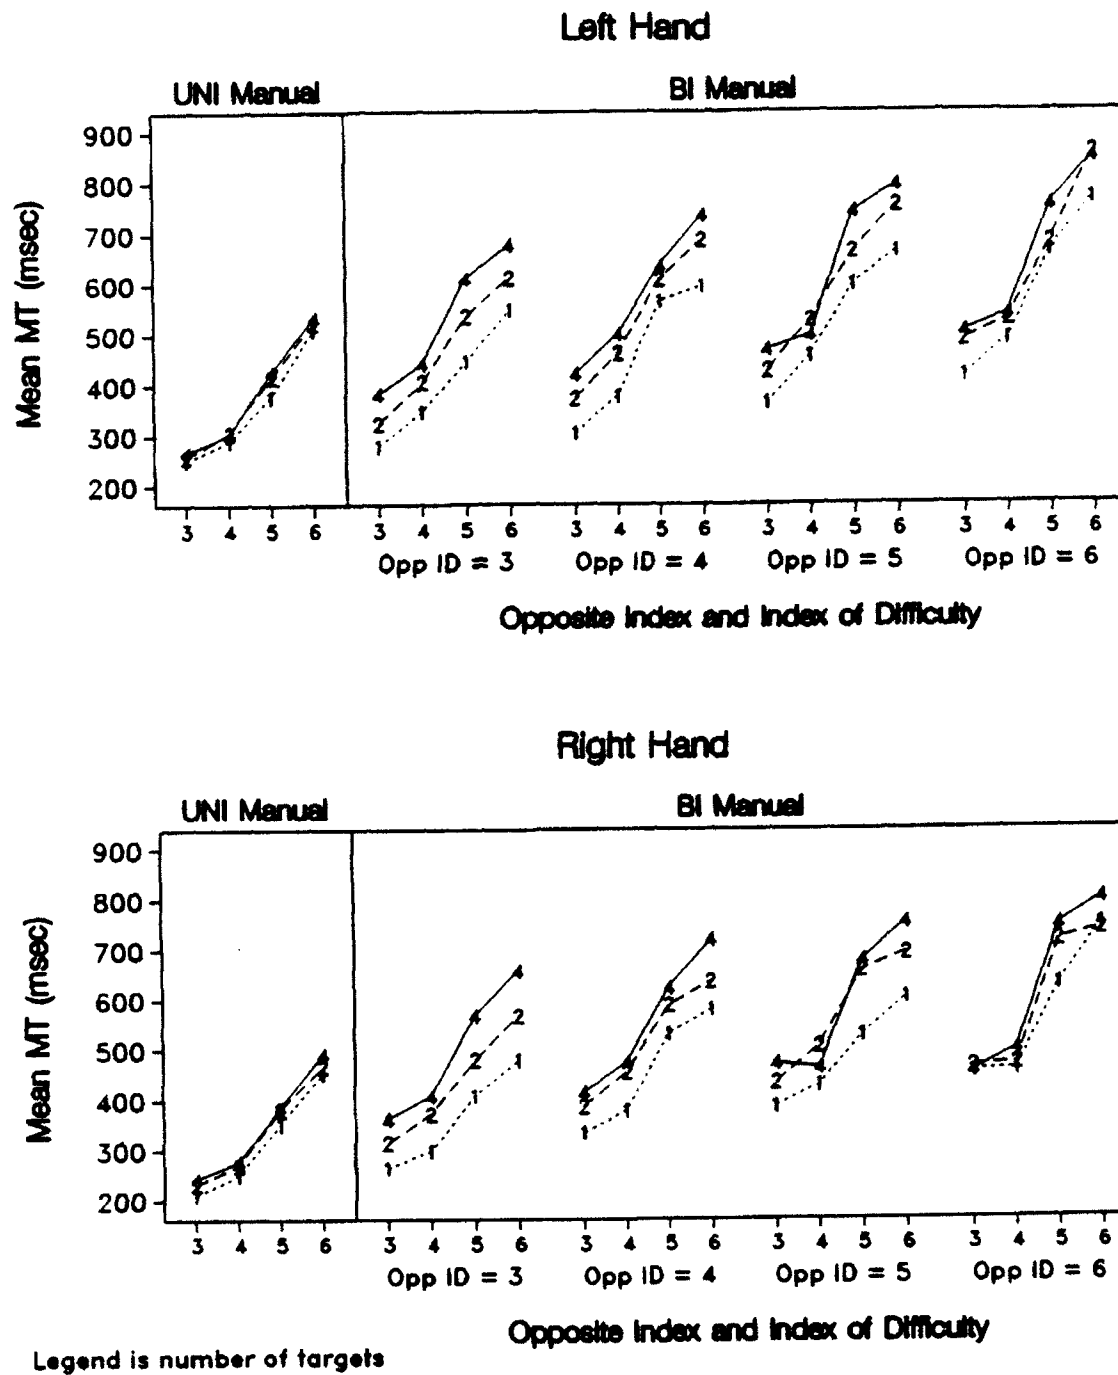 Left Hand
UNI Manual BI Manual
900
800
700
600
500
400
300
200
Mean MT (msec)
3 4 5 6 3 4 5 6 3 4 5 6 3 4 5 6 3 4 5 6
Opp ID = 3 Opp ID = 4 Opp ID = 5 Opp ID = 6
Opposite Index and Index of Difficulty
Right Hand
UNI Manual BI Manual
900
800
700
600
500
400
300
200
Mean MT (msec)
3 4 5 6 3 4 5 6 3 4 5 6 3 4 5 6 3 4 5 6
Opp ID = 3 Opp ID = 4 Opp ID = 5 Opp ID = 6
Opposite Index and Index of Difficulty
Legend is number of targets